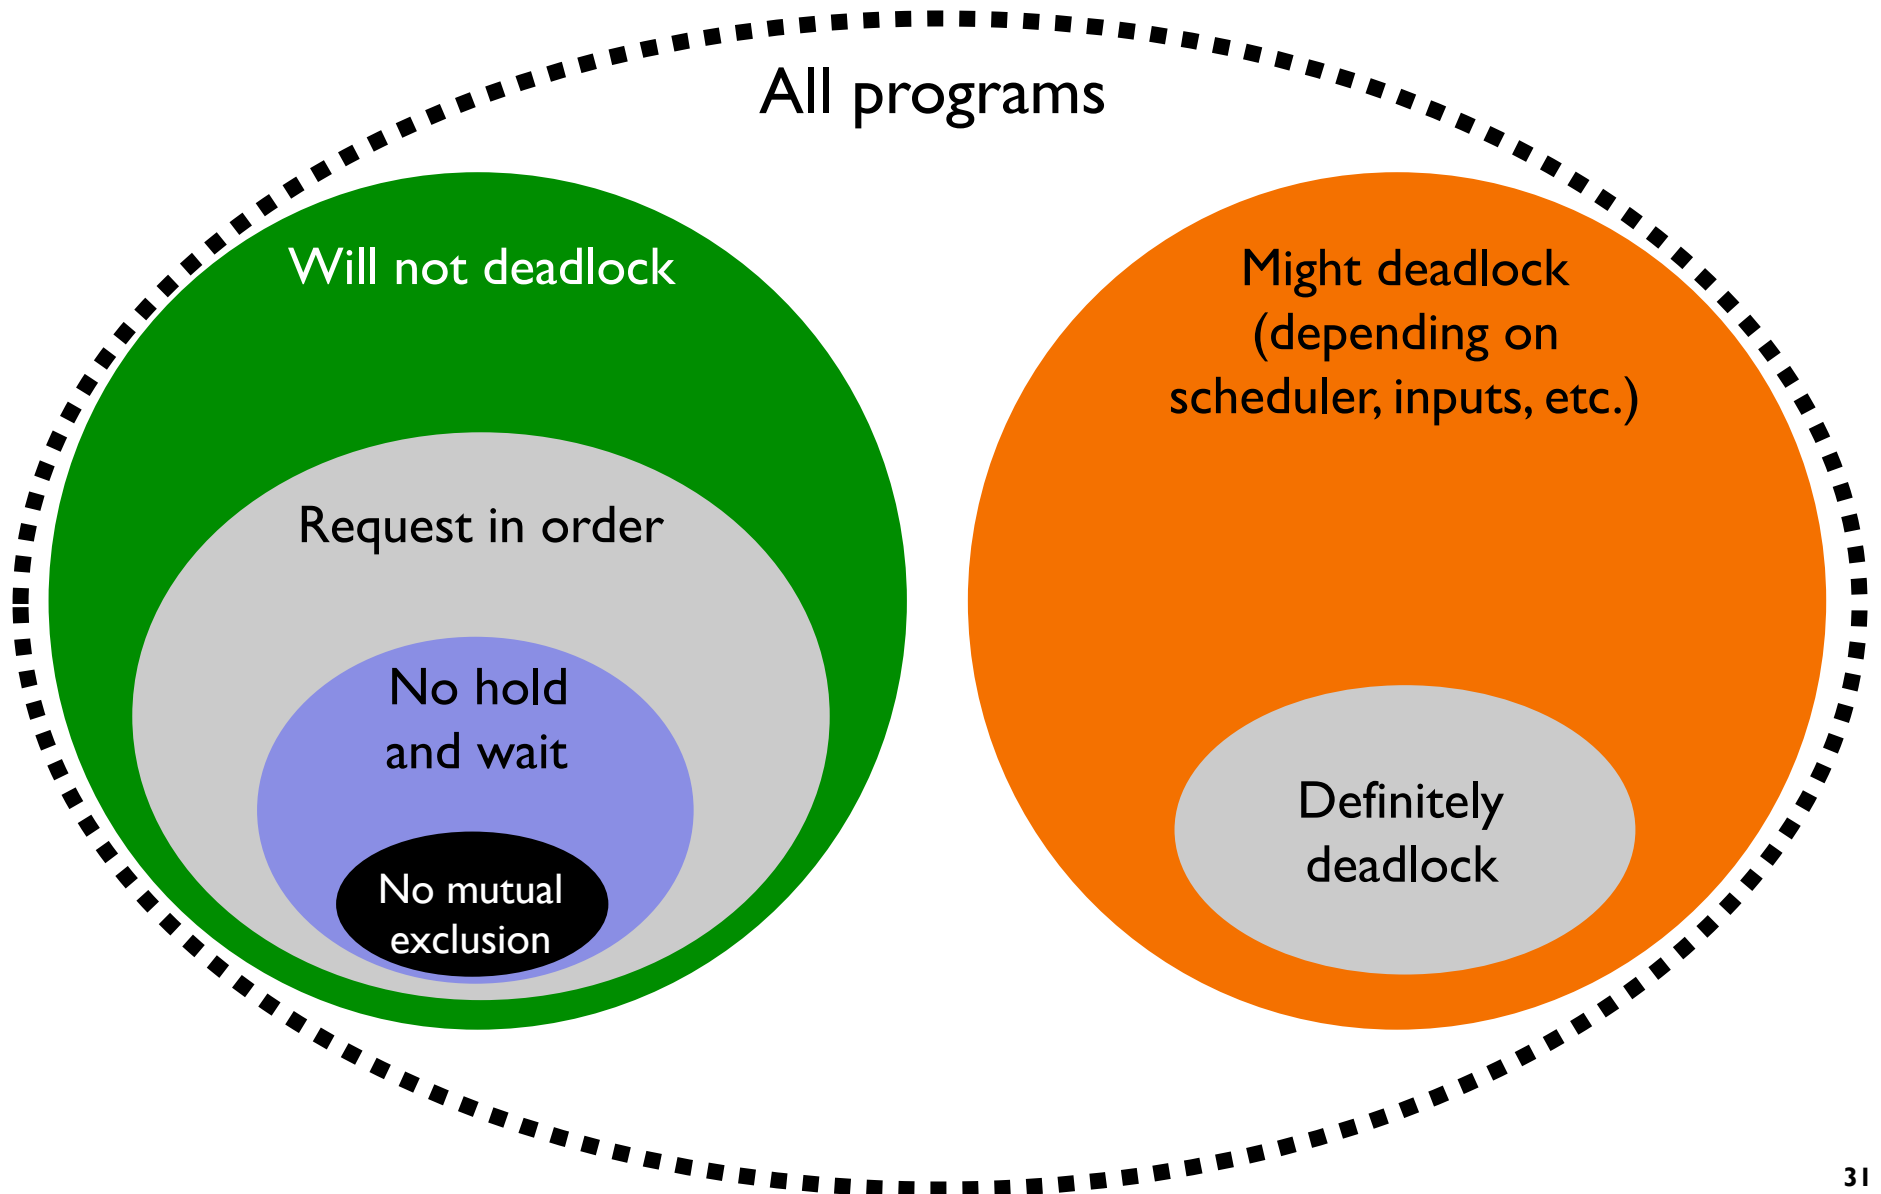 All programs
Will not deadlock
Might deadlock
(depending on
scheduler, inputs, etc.)
Request in order
No hold
and wait
Definitely
deadlock
No mutual
exclusion
31